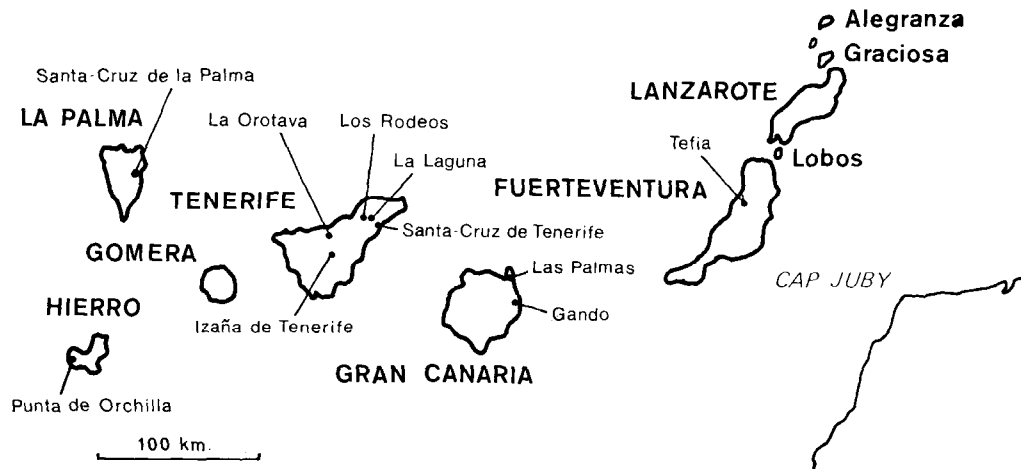 Alegranza
Graciosa
Santa-Cruz de la Palma
LANZAROTE
LA PALMA
La Orotava
Los Rodeos
Tefia
Lobos
La Laguna
FUERTEVENTURA
TENERIFE
Santa-Cruz de Tenerife
GOMERA
Las Palmas
CAP JUBY
HIERRO
Gando
Izaña de Tenerife
GRAN CANARIA
Punta de Orchilla
100 km.